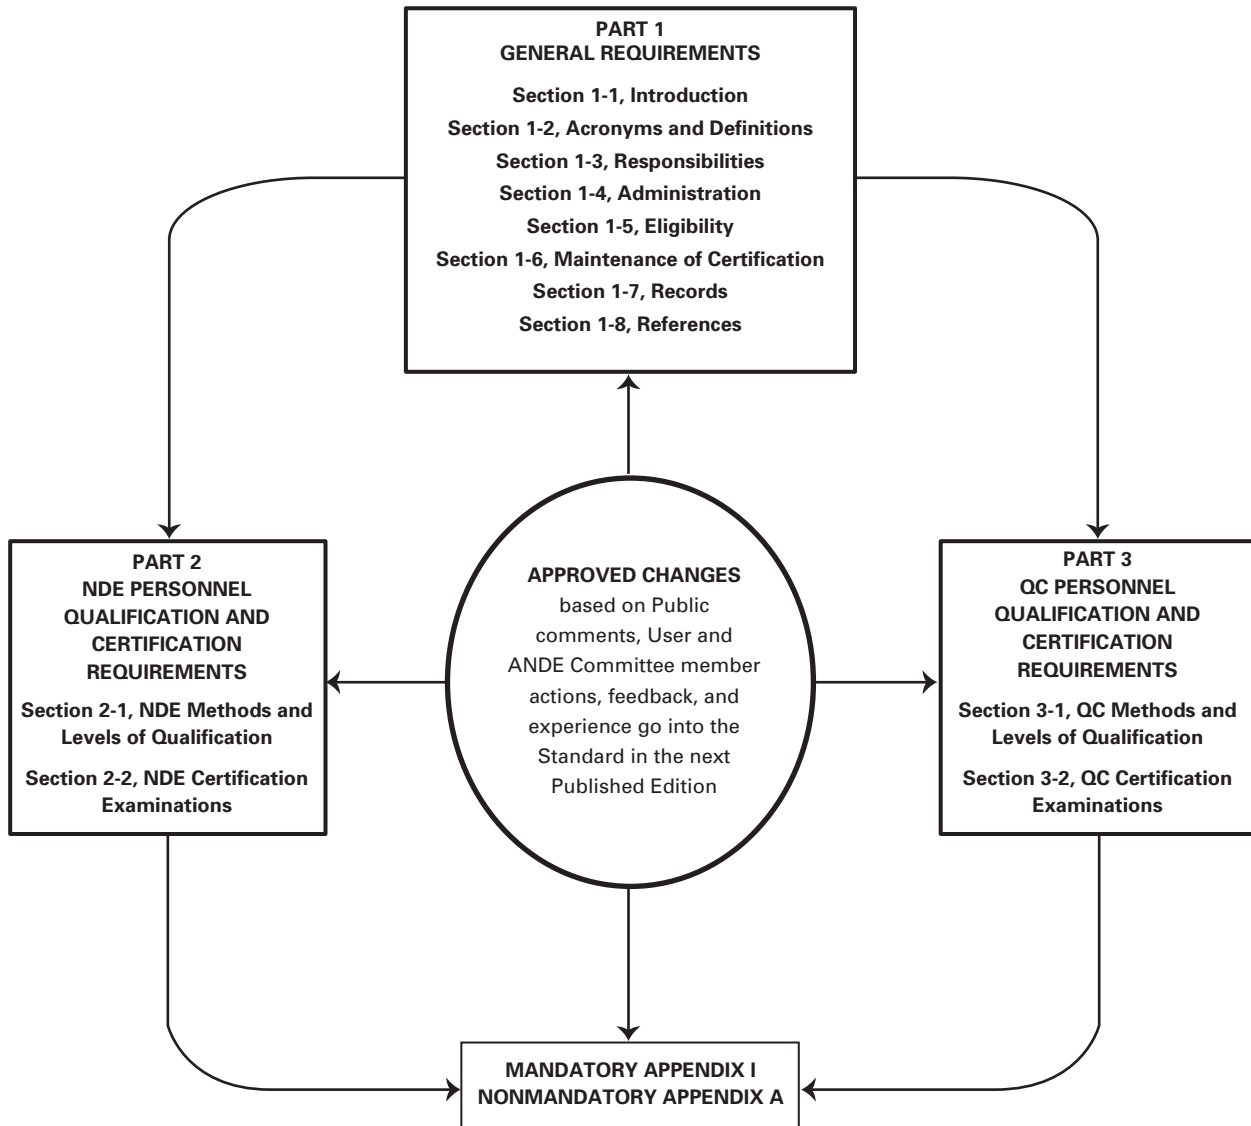 PART 1
GENERAL REQUIREMENTS
Section 1-1, Introduction
Section 1-2, Acronyms and Definitions
Section 1-3, Responsibilities
Section 1-4, Administration
Section 1-5, Eligibility
Section 1-6, Maintenance of Certification
Section 1-7, Records
Section 1-8, References
PART 2
NDE PERSONNEL
QUALIFICATION AND
CERTIFICATION
REQUIREMENTS
Section 2-1, NDE Methods and
Levels of Qualification
Section 2-2, NDE Certification
Examinations
APPROVED CHANGES
based on Public
comments, User and
ANDE Committee member
actions, feedback, and
experience go into the
Standard in the next
Published Edition
PART 3
QC PERSONNEL
QUALIFICATION AND
CERTIFICATION
REQUIREMENTS
Section 3-1, QC Methods and
Levels of Qualification
Section 3-2, QC Certification
Examinations
MANDATORY APPENDIX I
NONMANDATORY APPENDIX A